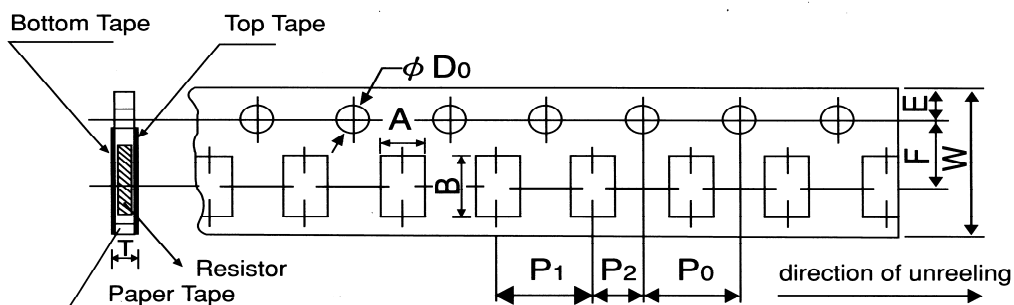 Bottom Tape
Top Tape
φ D0
A
B
E
F
W
T
Resistor
Paper Tape
P1
P2
P0
direction of unreeling